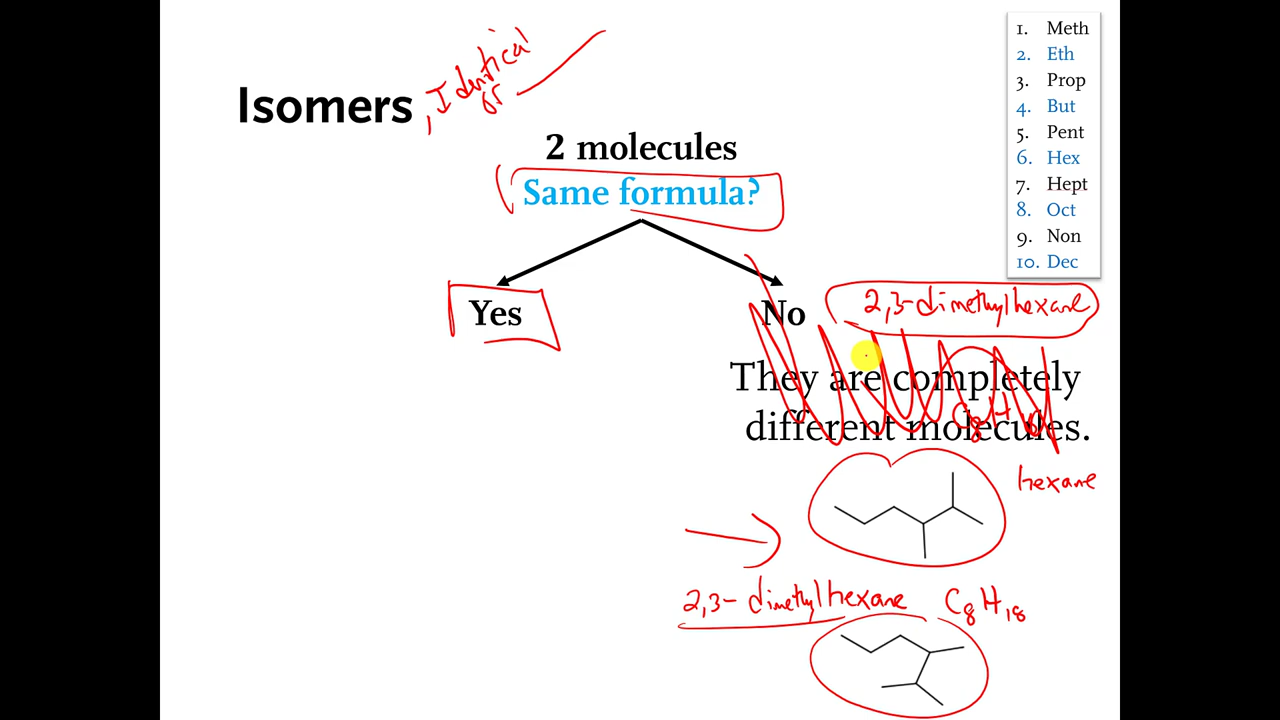 Isomers
, Identical
or
2 molecules
Same formula?
Yes
No
They are completely
different molecules.
1. Meth
2. Eth
3. Prop
4. But
5. Pent
6. Hex
7. Hept
8. Oct
9. Non
10. Dec
2,3-dimethylhexane
C8H18
hexane
2,3-dimethylhexane C8H18